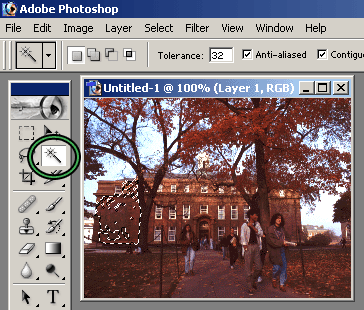 Adobe Photoshop
File Edit Image Layer Select Filter View Window Help
Tolerance: 32 Anti-aliased Contigu
Untitled-1 @ 100% (Layer 1, RGB)
T